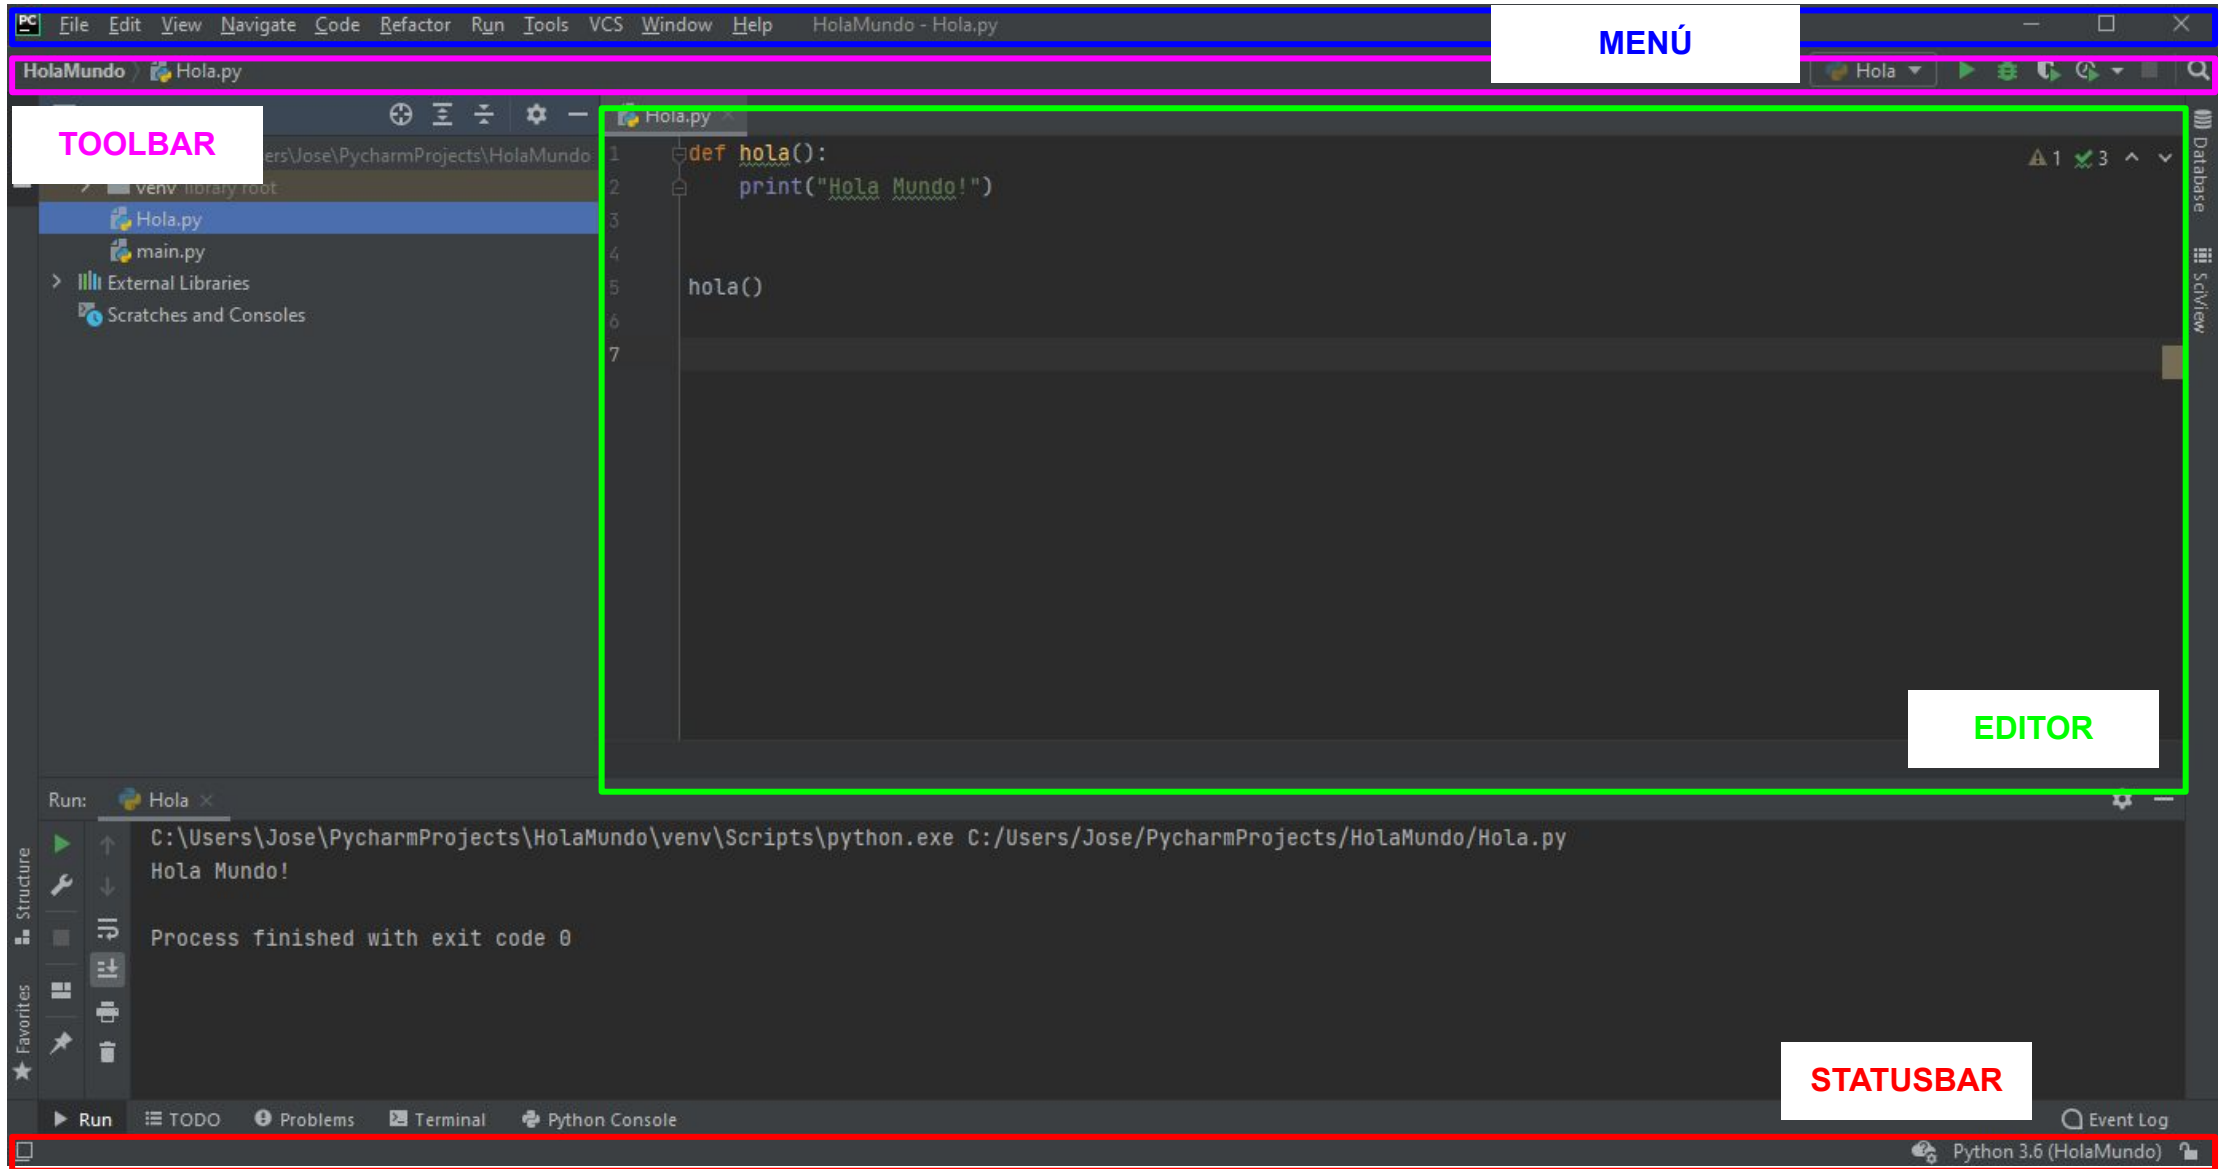 PC File Edit View Navigate Code Refactor Run Tools VCS Window Help HolaMundo - Hola.py
MENÚ
HolaMundo Hola.py
Hola
TOOLBAR
Hola.py
ers\Jose\PycharmProjects\HolaMundo
venv library root
Hola.py
main.py
External Libraries
Scratches and Consoles
1 def hola():
2 print("Hola Mundo!")
3
4
5 hola()
6
7
1 3
Database
SciView
EDITOR
Run: Hola
C:\Users\Jose\PycharmProjects\HolaMundo\venv\Scripts\python.exe C:/Users/Jose/PycharmProjects/HolaMundo/Hola.py
Hola Mundo!
Process finished with exit code 0
Structure
Favorites
STATUSBAR
Run TODO Problems Terminal Python Console Event Log
Python 3.6 (HolaMundo)